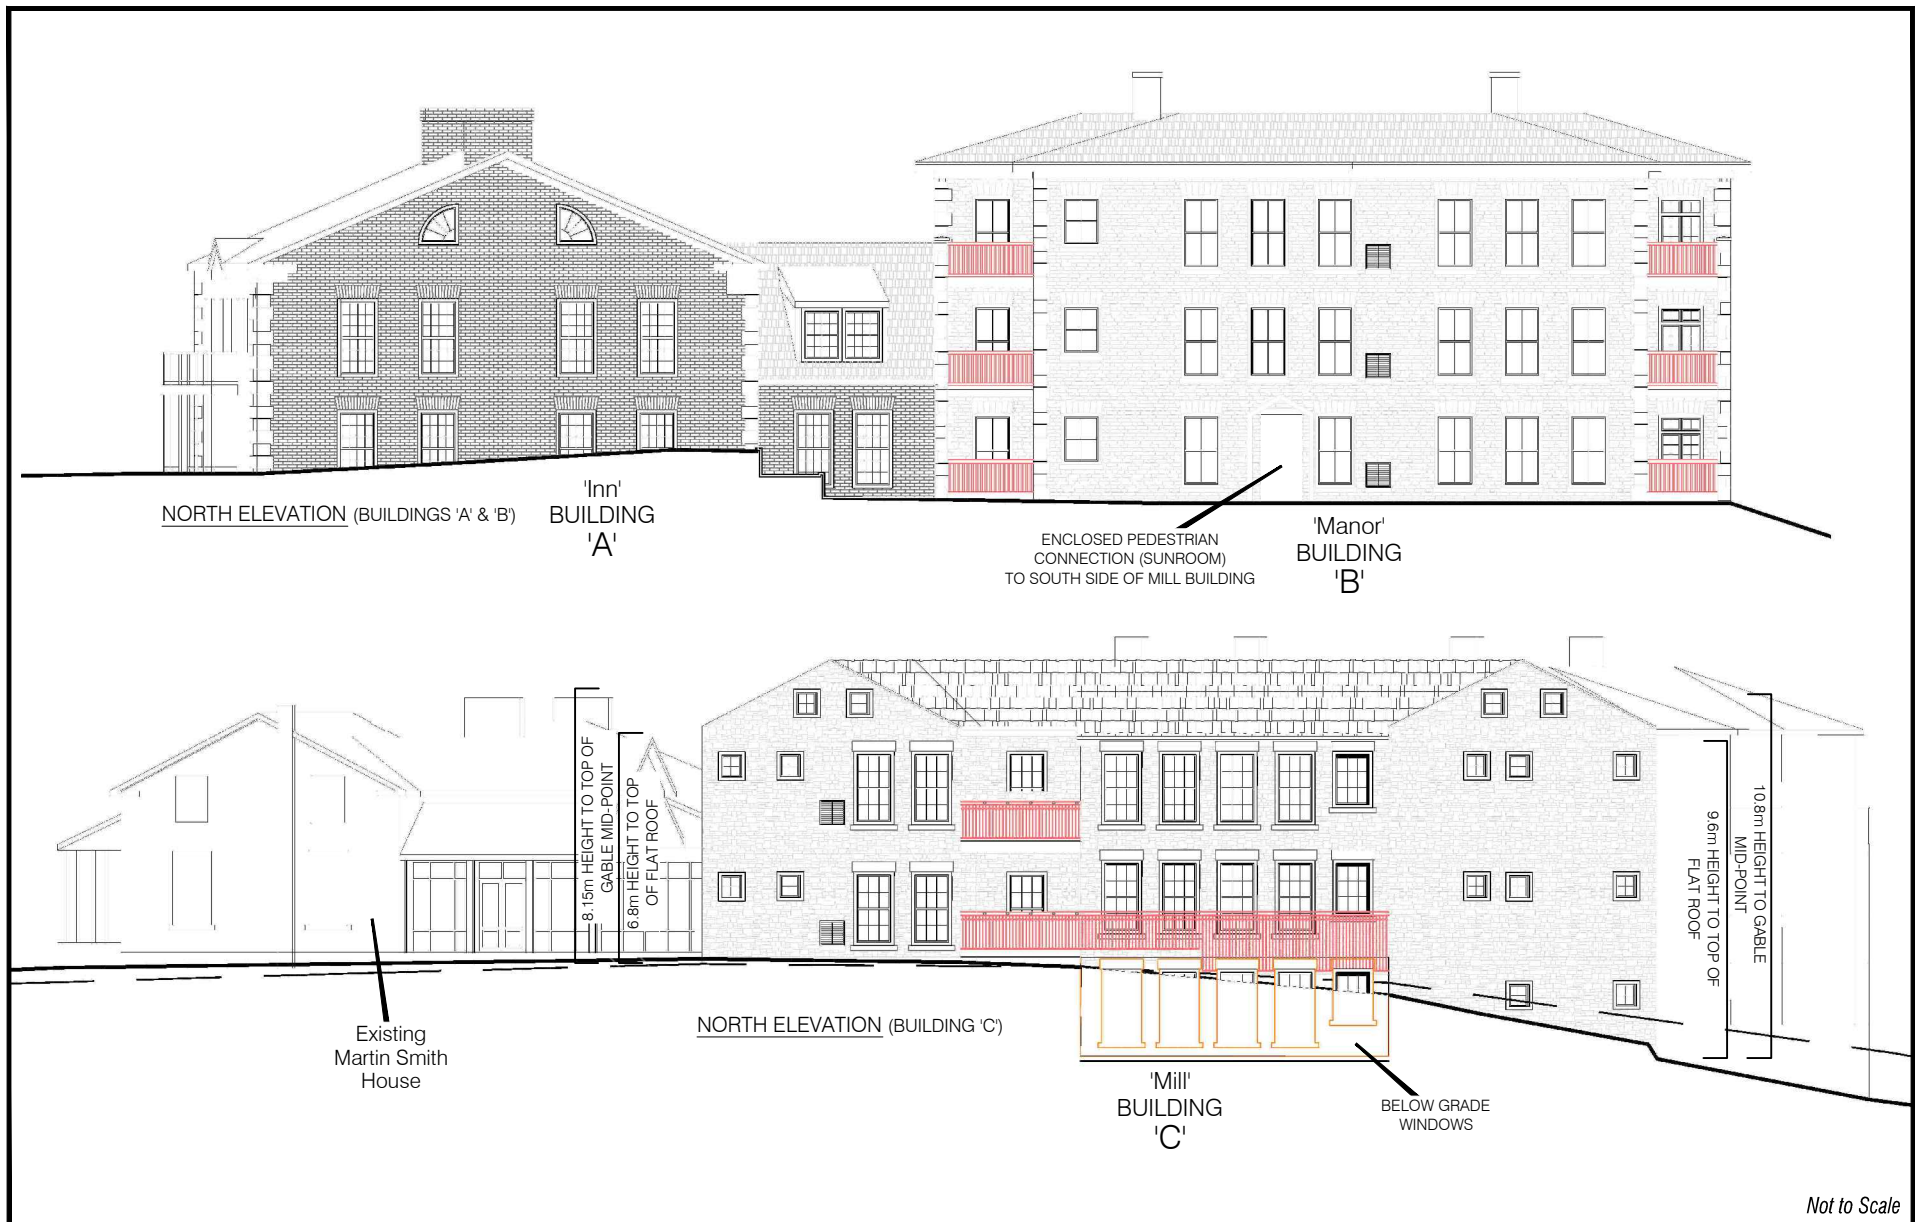 NORTH ELEVATION (BUILDINGS 'A' & 'B')
'Inn'
BUILDING
'A'
ENCLOSED PEDESTRIAN
CONNECTION (SUNROOM)
TO SOUTH SIDE OF MILL BUILDING
'Manor'
BUILDING
'B'
8.15m HEIGHT TO TOP OF
GABLE MID-POINT
6.8m HEIGHT TO TOP
OF FLAT ROOF
10.8m HEIGHT TO GABLE
MID-POINT
9.6m HEIGHT TO TOP OF
FLAT ROOF
Existing
Martin Smith
House
NORTH ELEVATION (BUILDING 'C')
'Mill'
BUILDING
'C'
BELOW GRADE
WINDOWS
Not to Scale